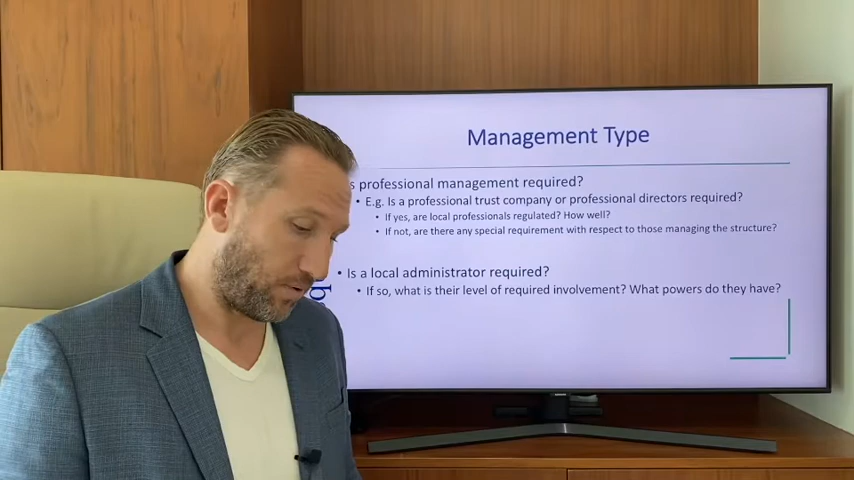 Management Type
s professional management required?
• E.g. Is a professional trust company or professional directors required?
• If yes, are local professionals regulated? How well?
• If not, are there any special requirement with respect to those managing the structure?
• Is a local administrator required?
• If so, what is their level of required involvement? What powers do they have?